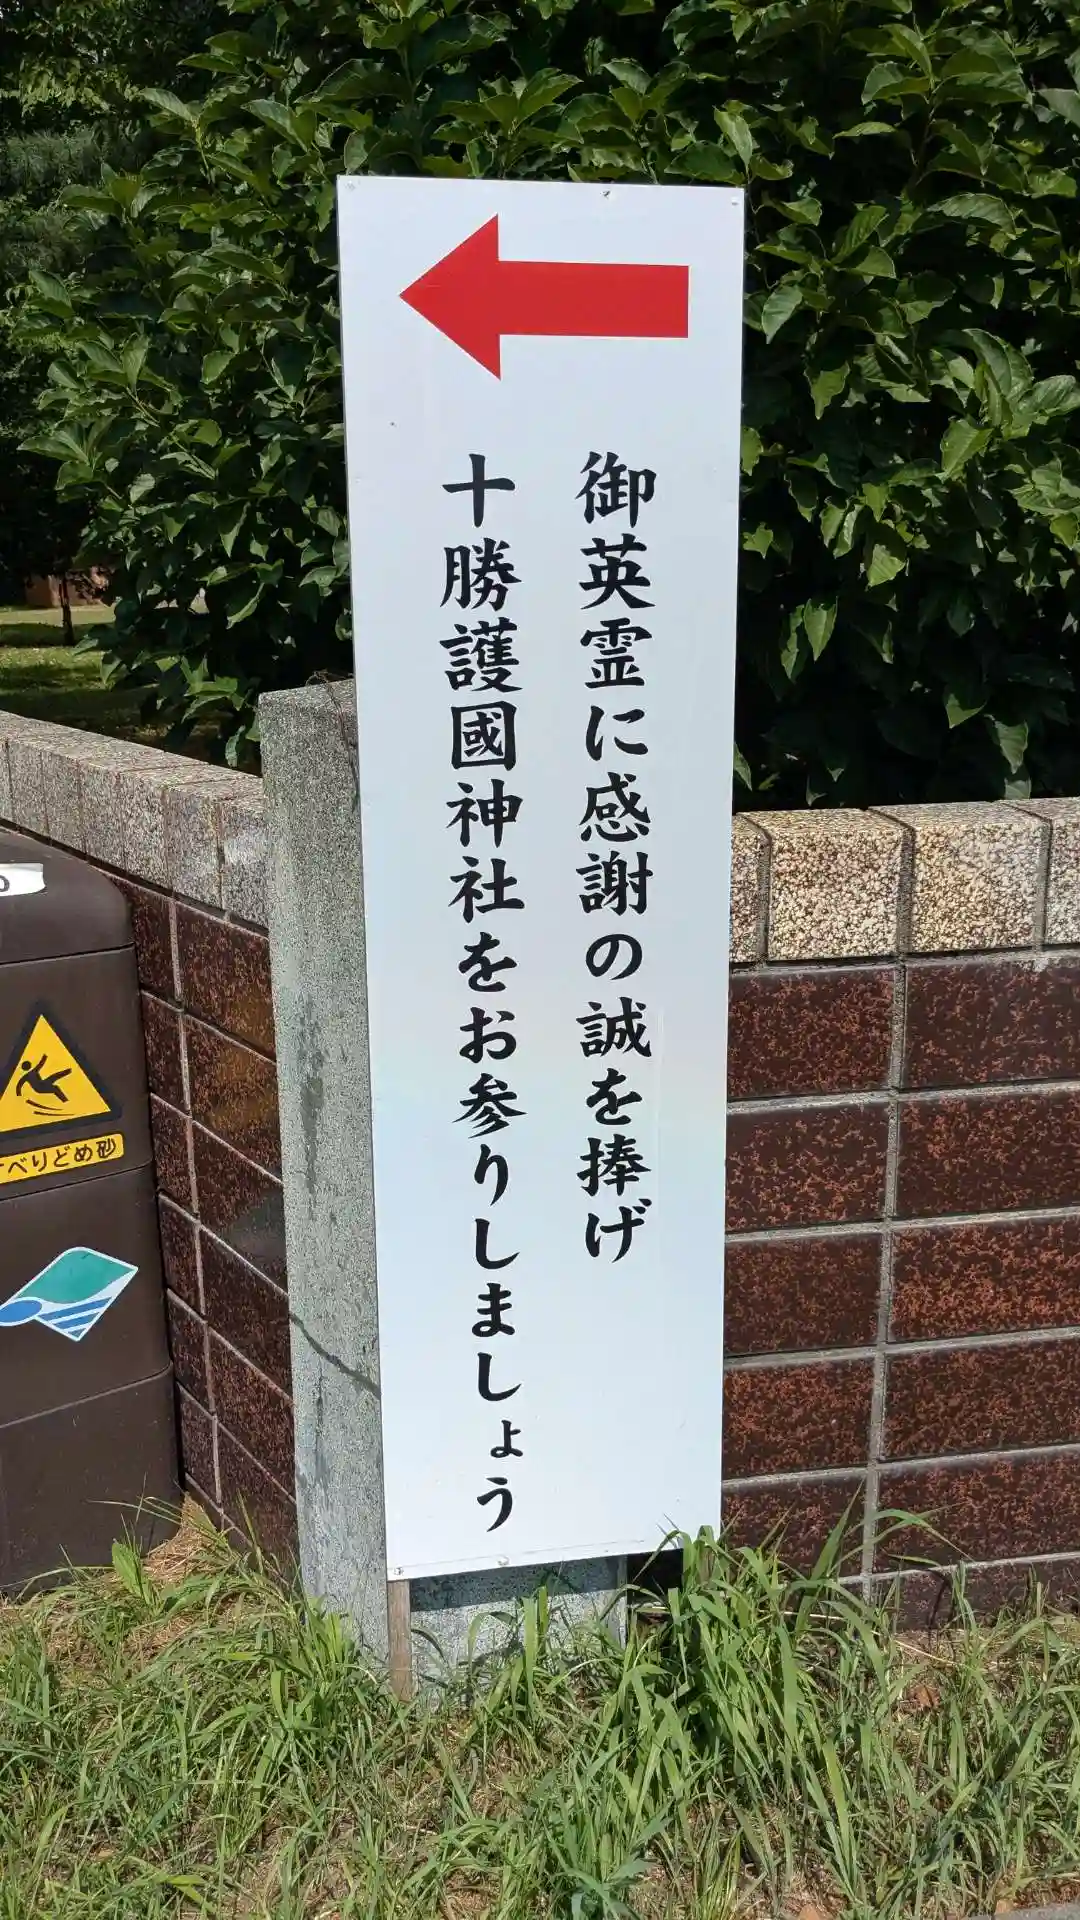 御英霊に感謝の誠を捧げ
十勝護國神社をお参りしましょう
すべりどめ砂